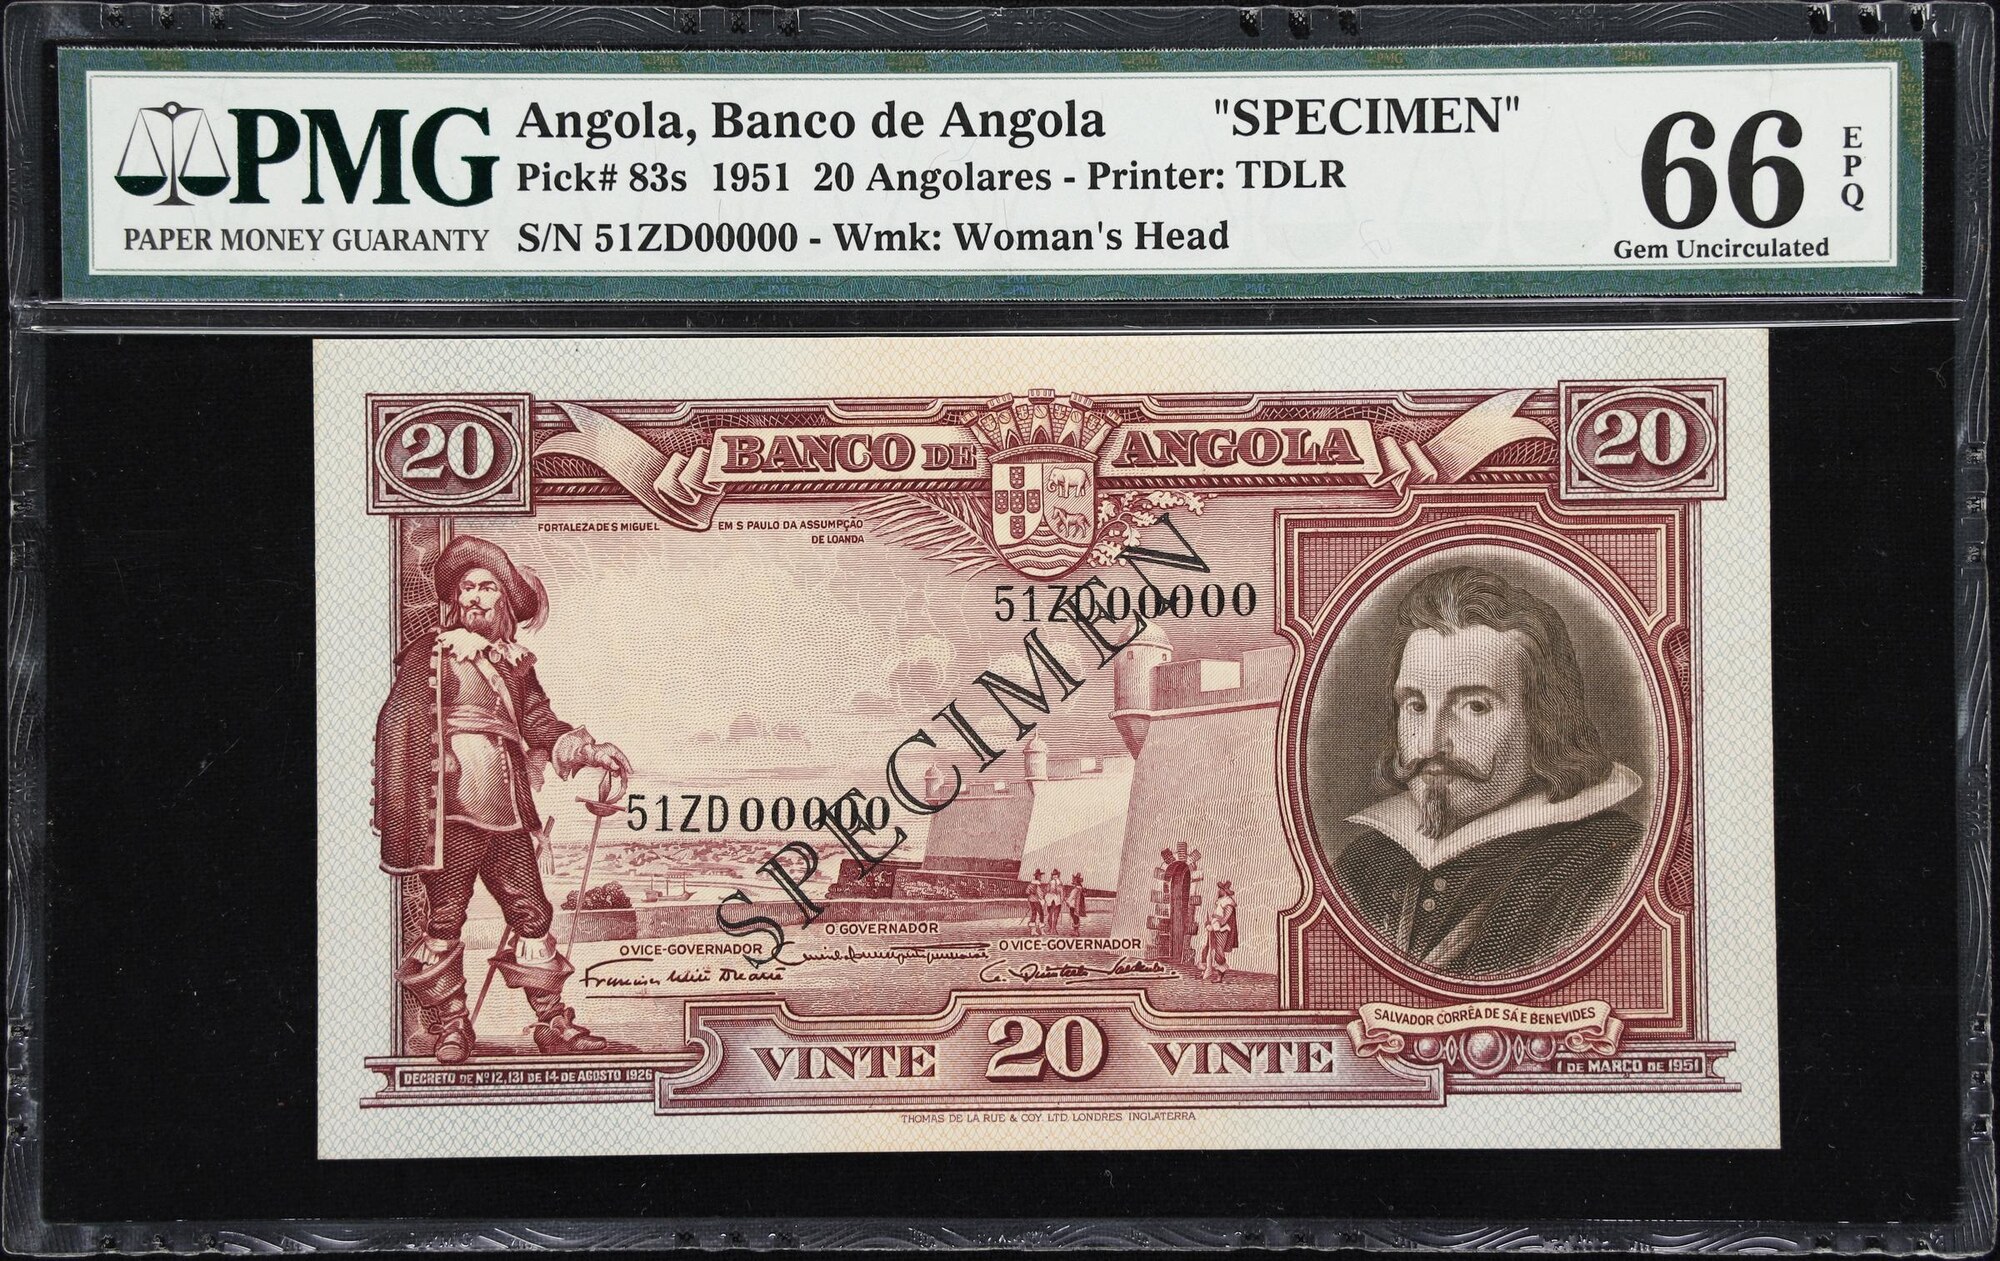 PMG
PAPER MONEY GUARANTY
Angola, Banco de Angola "SPECIMEN"
Pick# 83s 1951 20 Angolares - Printer: TDLR
S/N 51ZD00000 - Wmk: Woman's Head
66
EPQ
Gem Uncirculated
20
BANCO DE ANGOLA
20
FORTALEZA DE S MIGUEL
EM S PAULO DA ASSUMPÇÃO
DE LOANDA
51ZD00000
51ZD00000
SPECIMEN
O VICE-GOVERNADOR
O GOVERNADOR
O VICE-GOVERNADOR
SALVADOR CORRÊA DE SÁ E BENEVIDES
VINTE 20 VINTE
DECRETO DE Nº 12,131 DE 14 DE AGOSTO 1926
1 DE MARÇO DE 1951
THOMAS DE LA RUE & COY. LTD. LONDRES INGLATERRA